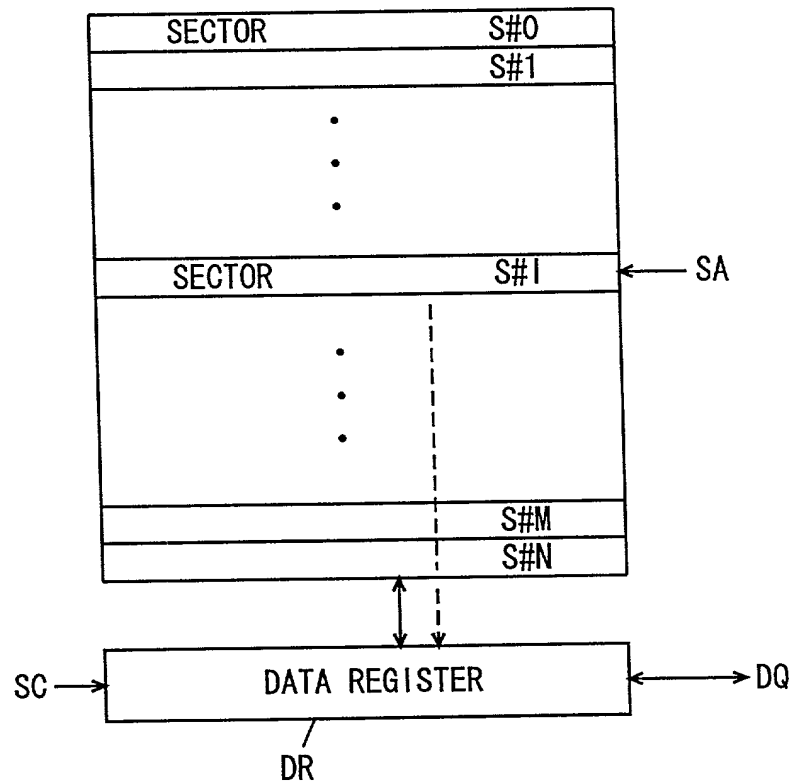 SECTOR S#0
S#1
SECTOR S#I
SA
S#M
S#N
SC
DATA REGISTER
DQ
DR